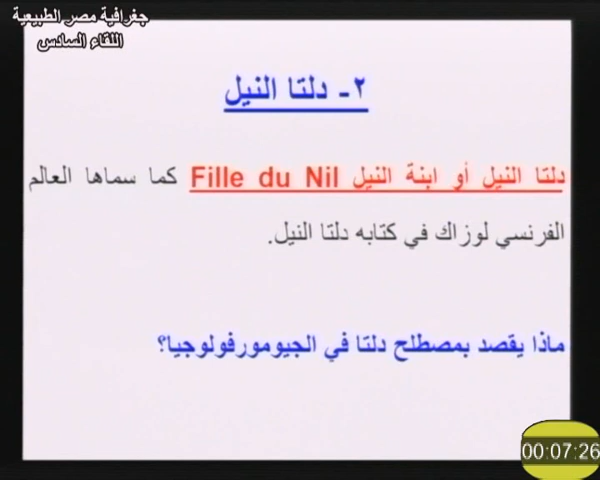 جغرافية مصر الطبيعية
اللقاء السادس
٢- دلتا النيل
دلتا النيل أو ابنة النيل Fille du Nil كما سماها العالم
الفرنسي لوزاك في كتابه دلتا النيل.
ماذا يقصد بمصطلح دلتا في الجيومورفولوجيا؟
00:07:26